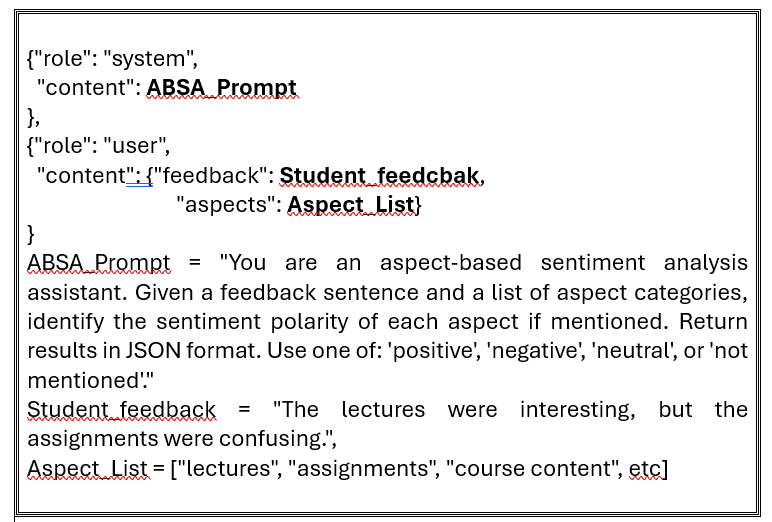 {"role": "system",
"content": ABSA_Prompt
},
{"role": "user",
"content": {"feedback": Student_feedcbak,
"aspects": Aspect_List}
}
ABSA_Prompt = "You are an aspect-based sentiment analysis
assistant. Given a feedback sentence and a list of aspect categories,
identify the sentiment polarity of each aspect if mentioned. Return
results in JSON format. Use one of: 'positive', 'negative', 'neutral', or 'not
mentioned'."
Student_feedback = "The lectures were interesting, but the
assignments were confusing.",
Aspect_List = ["lectures", "assignments", "course content", etc]